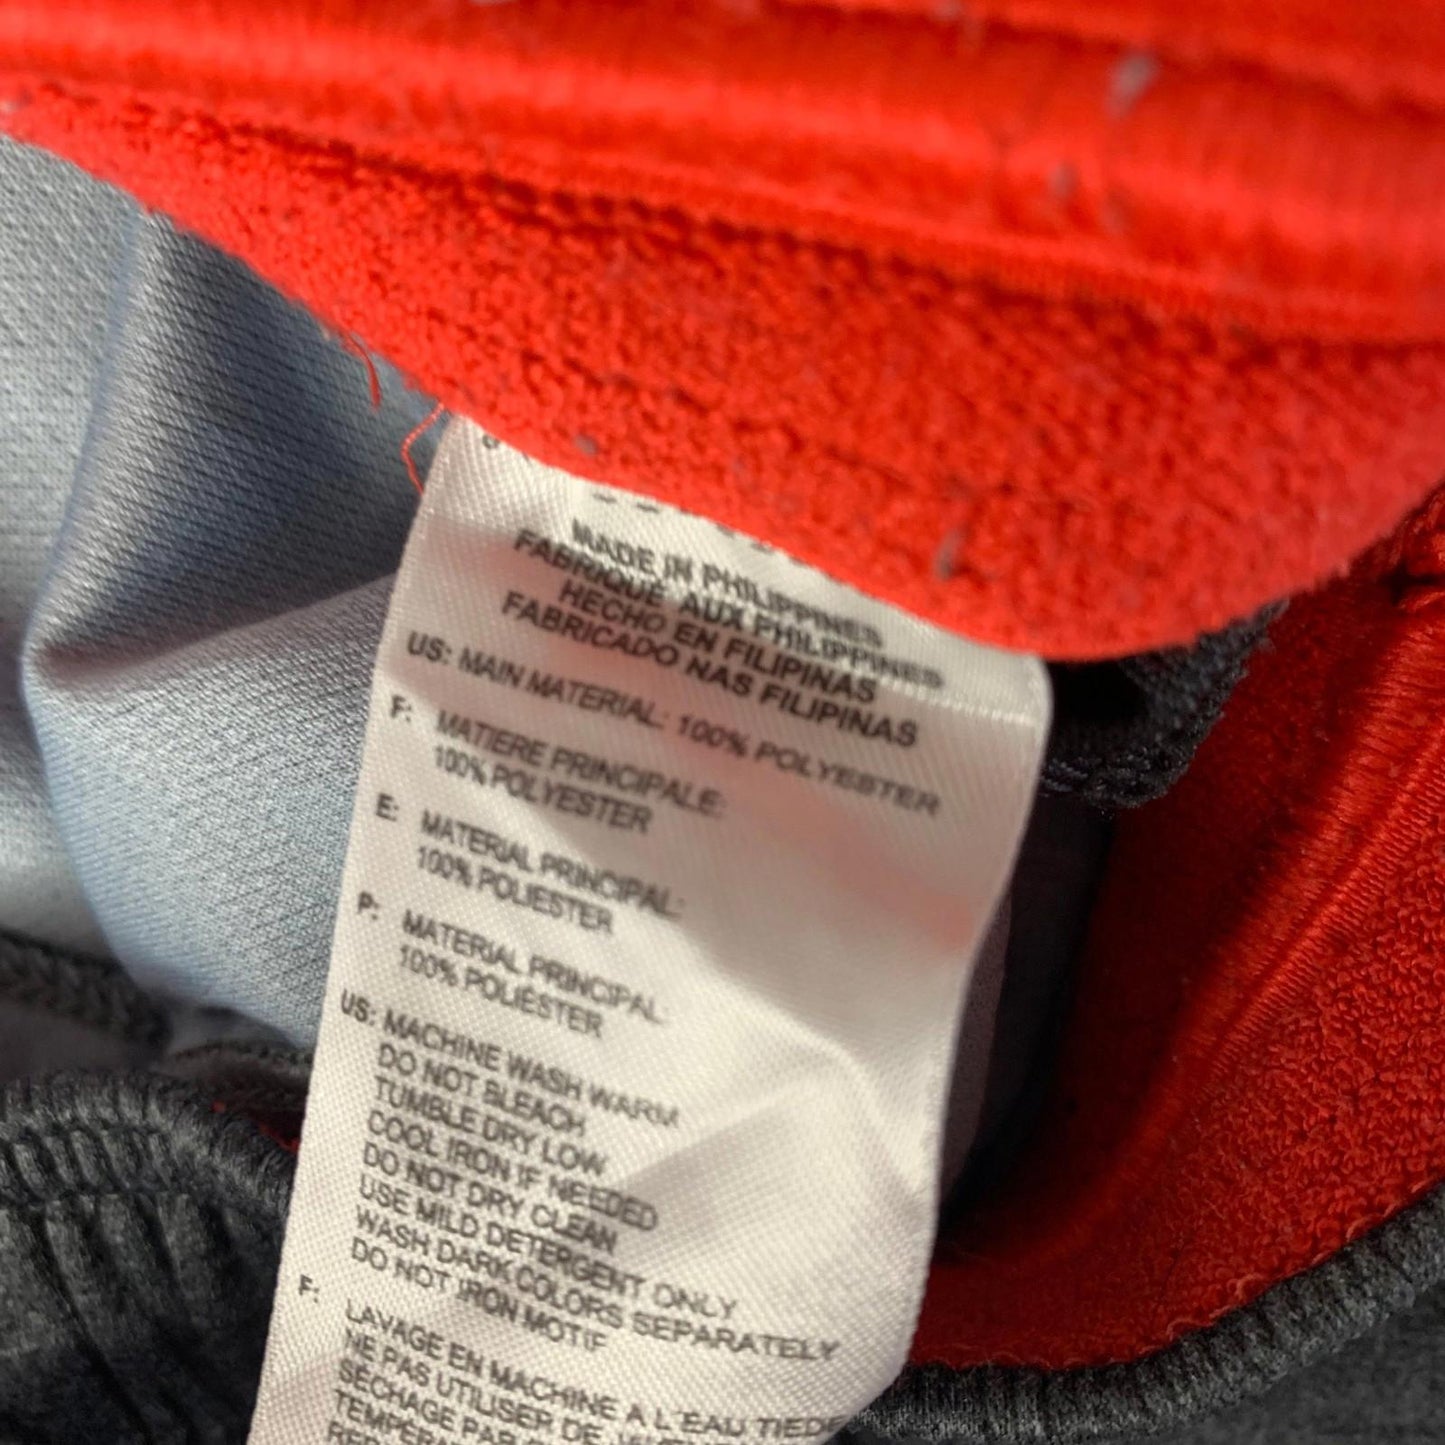 MADE IN PHILIPPINES
FABRIQUE AUX PHILIPPINES
HECHO EN FILIPINAS
FABRICADO NAS FILIPINAS
US: MAIN MATERIAL: 100% POLYESTER
F: MATIERE PRINCIPALE:
100% POLYESTER
E: MATERIAL PRINCIPAL:
100% POLIESTER
P: MATERIAL PRINCIPAL
100% POLIÉSTER
US: MACHINE WASH WARM
DO NOT BLEACH
TUMBLE DRY LOW
COOL IRON IF NEEDED
DO NOT DRY CLEAN
USE MILD DETERGENT ONLY
WASH DARK COLORS SEPARATELY
DO NOT IRON MOTIF
F: LAVAGE EN MACHINE A L'EAU TIEDE
NE PAS UTILISER DE
SECHAGE PAR